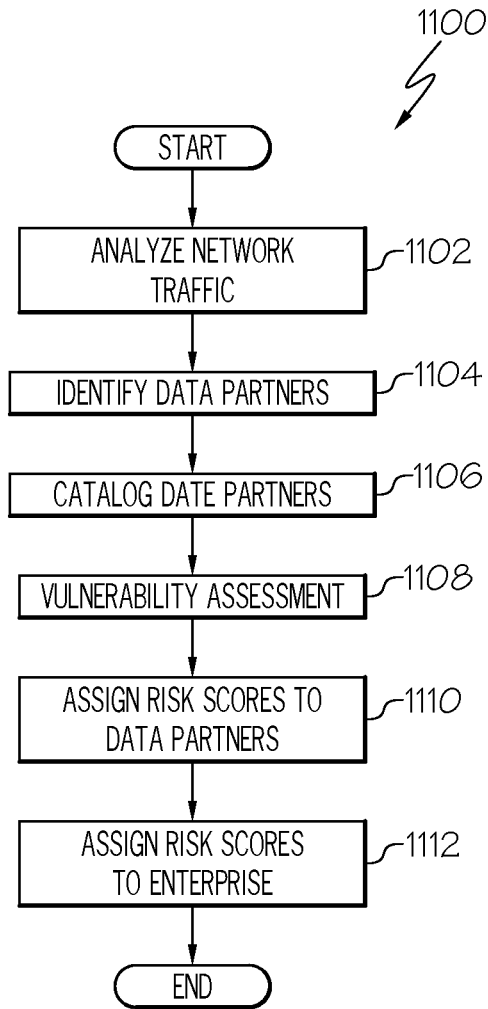 1100
START
ANALYZE NETWORK
TRAFFIC
1102
IDENTIFY DATA PARTNERS
1104
CATALOG DATE PARTNERS
1106
VULNERABILITY ASSESSMENT
1108
ASSIGN RISK SCORES TO
DATA PARTNERS
1110
ASSIGN RISK SCORES
TO ENTERPRISE
1112
END